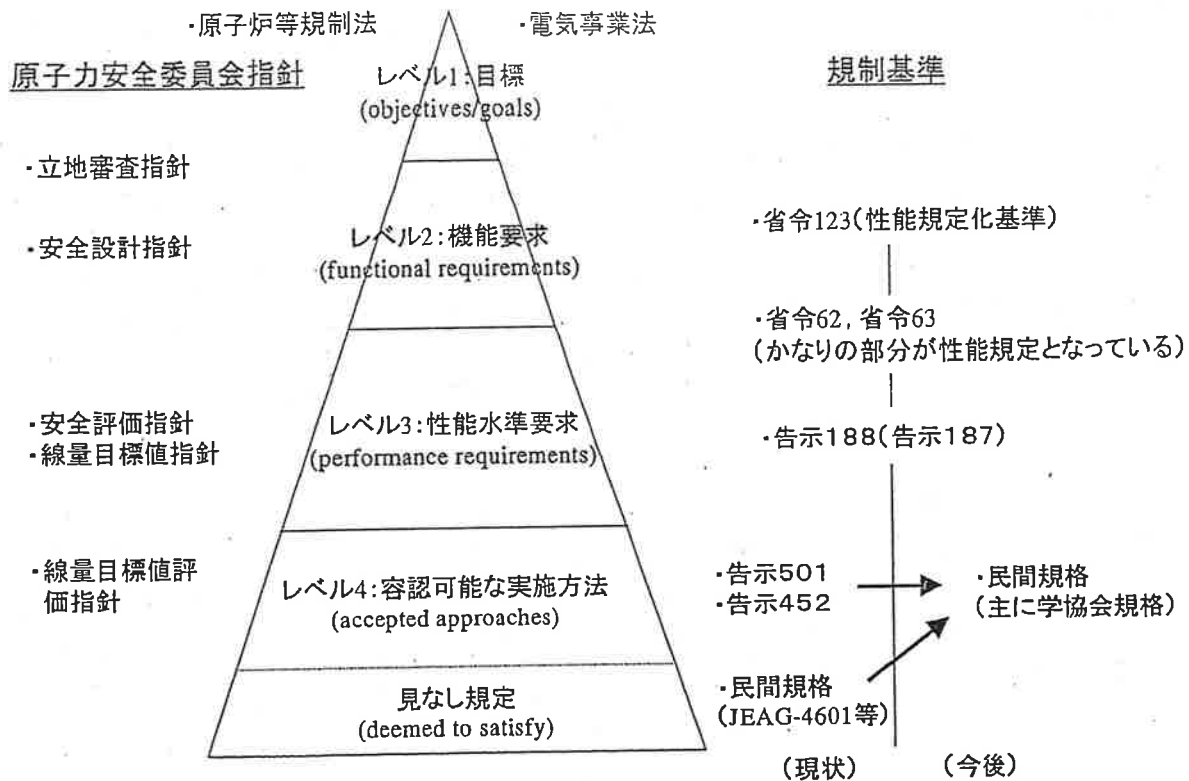 ・原子炉等規制法
・電気事業法
原子力安全委員会指針
規制基準
レベル1:目標
(objectives/goals)
・立地審査指針
・安全設計指針
レベル2:機能要求
(functional requirements)
・省令123(性能規定化基準)
・省令62,省令63
(かなりの部分が性能規定となっている)
・安全評価指針
・線量目標値指針
レベル3:性能水準要求
(performance requirements)
・告示188(告示187)
・線量目標値評
価指針
レベル4:容認可能な実施方法
(accepted approaches)
・告示501
・告示452
・民間規格
(主に学協会規格)
見なし規定
(deemed to satisfy)
・民間規格
(JEAG-4601等)
(現状)
(今後)